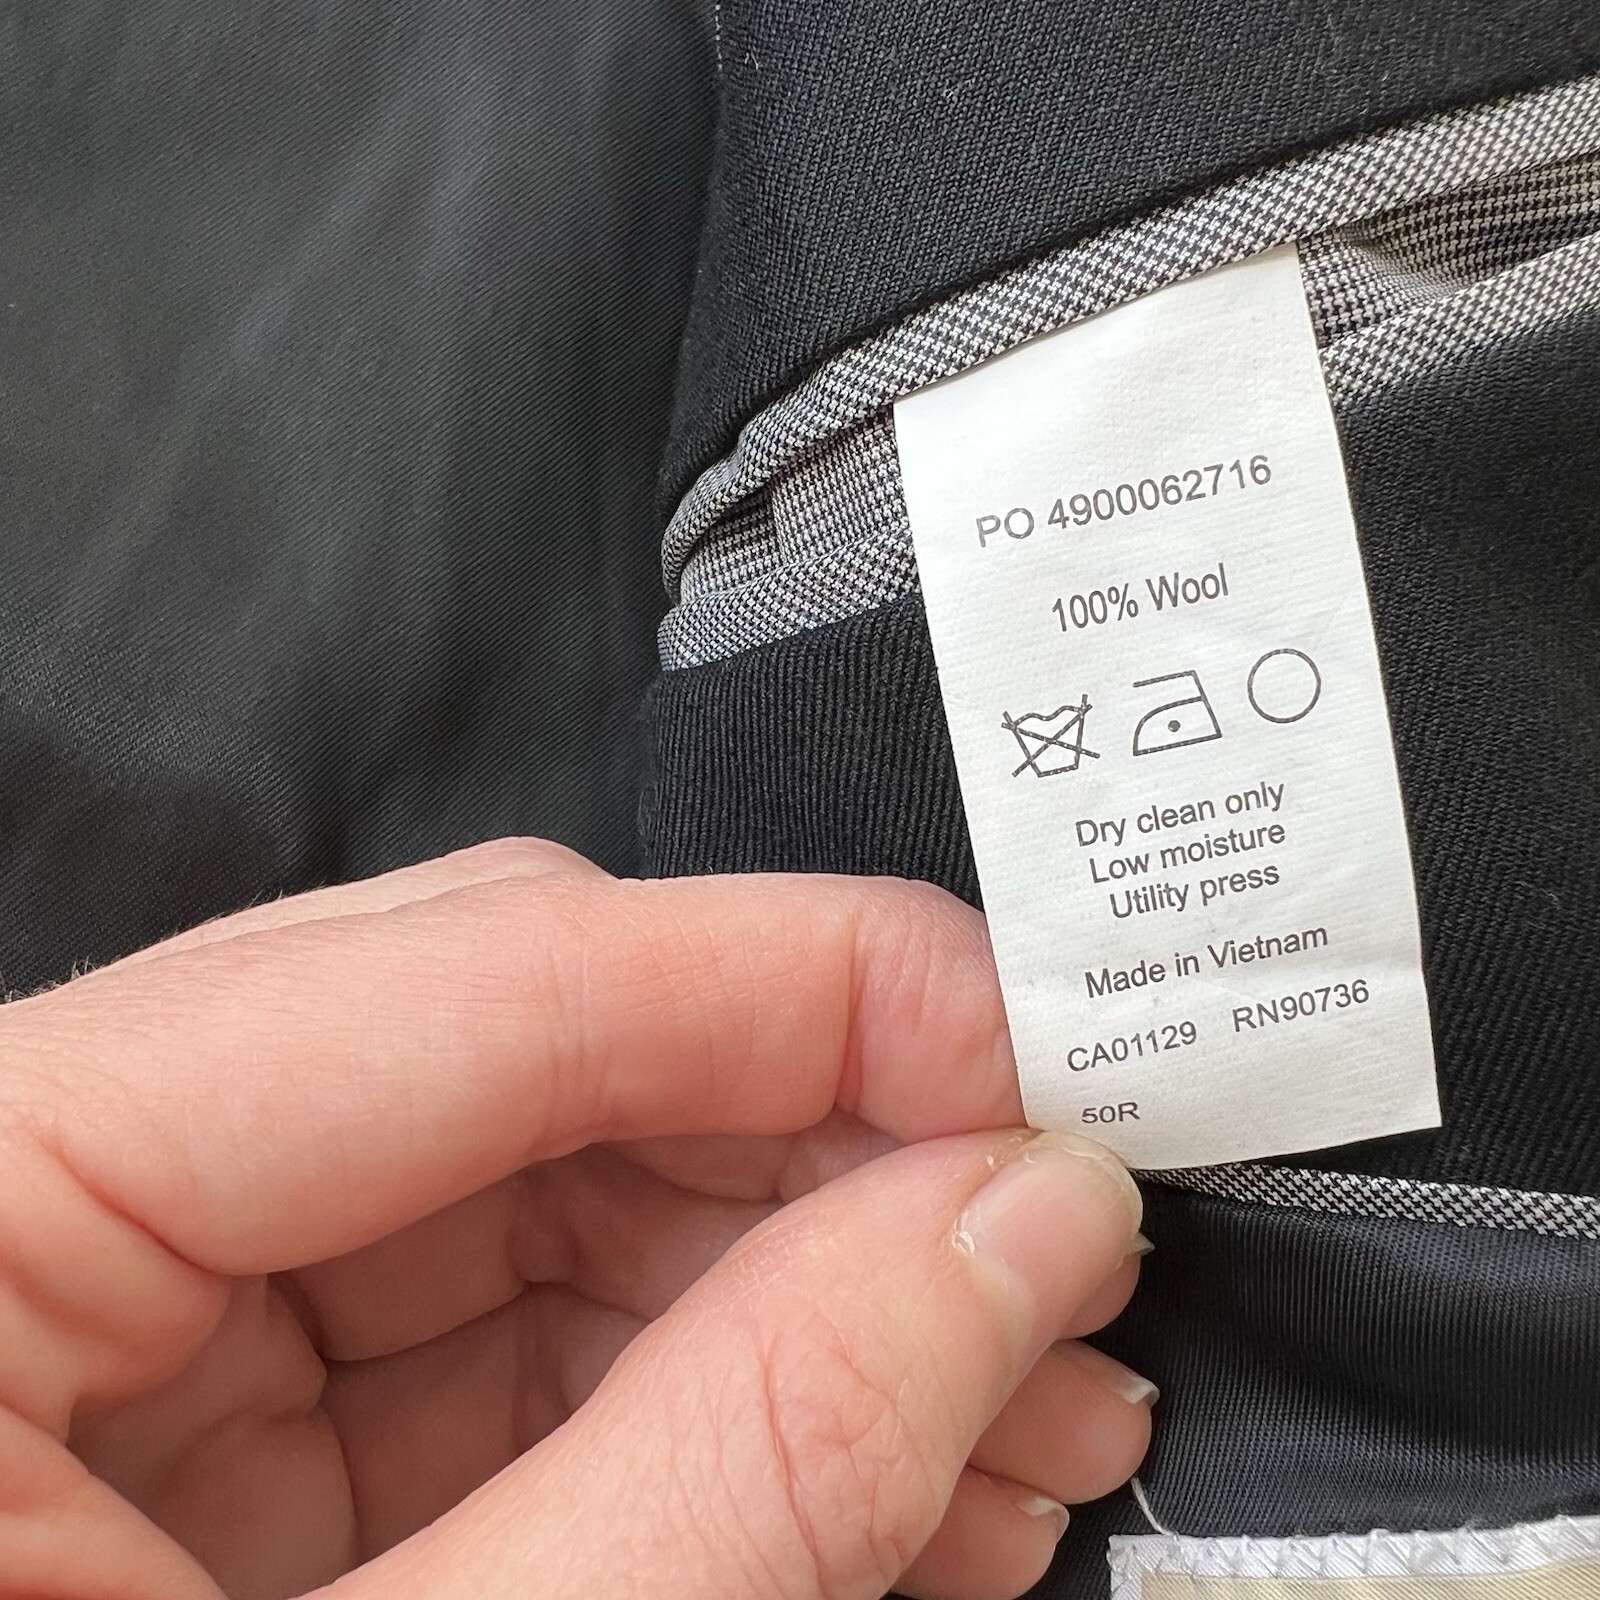 PO 4900062716
100% Wool
Dry clean only
Low moisture
Utility press
Made in Vietnam
CA01129 RN90736
50R